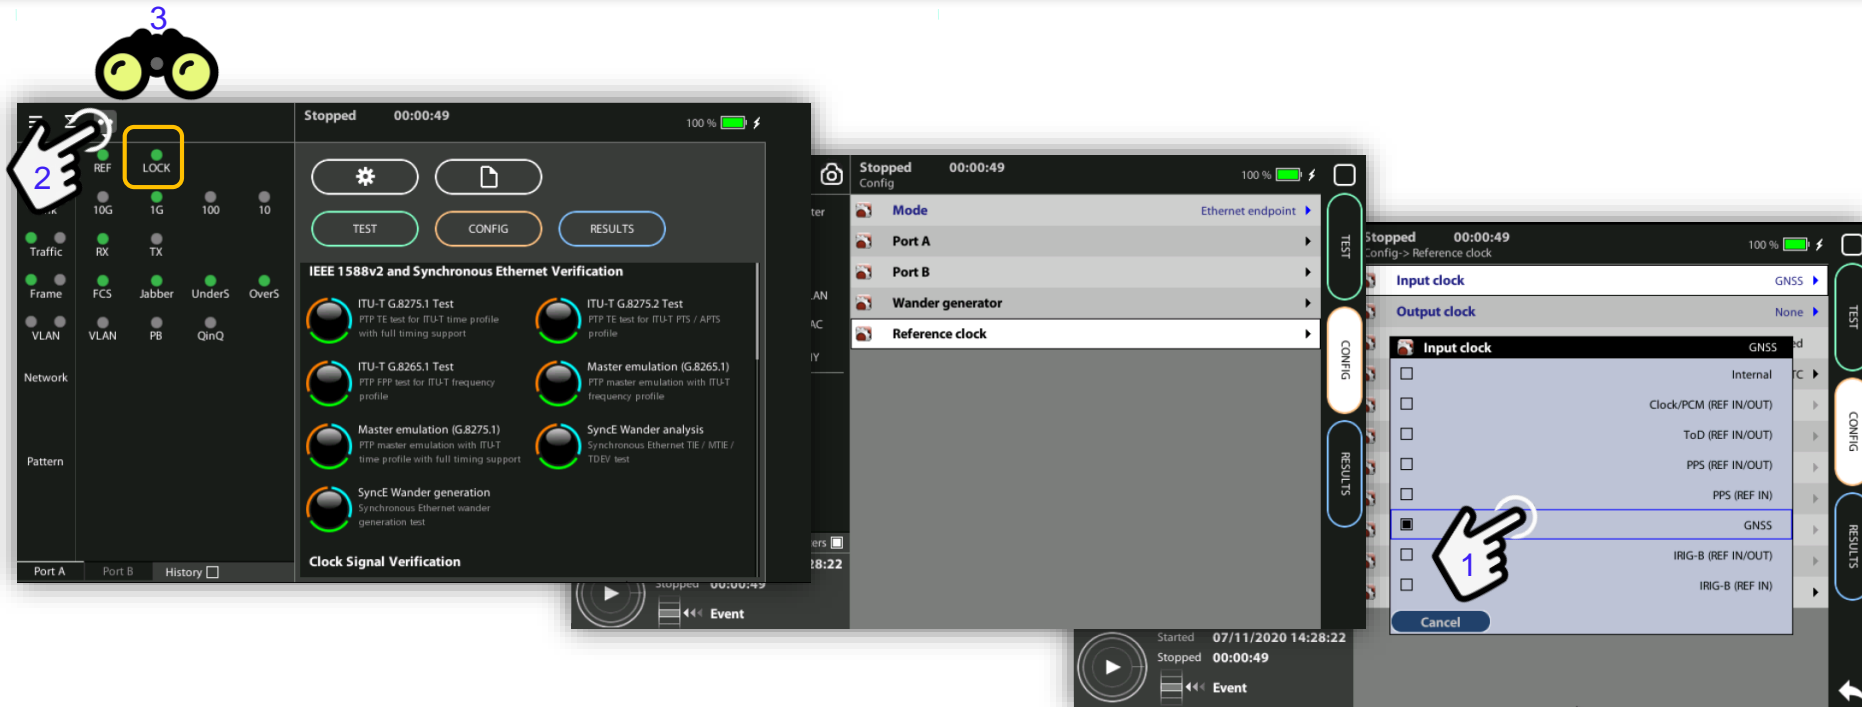 3
Stopped 00:00:49
100 %
2
REF LOCK
10G 1G 100 10
Traffic RX TX
Frame FCS Jabber UnderS OverS
VLAN VLAN PB QinQ
Network
Pattern
Port A Port B History
TEST CONFIG RESULTS
IEEE 1588v2 and Synchronous Ethernet Verification
ITU-T G.8275.1 Test
PTP TE test for ITU-T time profile
with full timing support
ITU-T G.8275.2 Test
PTP TE test for ITU-T PTS / APTS
profile
ITU-T G.8265.1 Test
PTP FPP test for ITU-T frequency
profile
Master emulation (G.8265.1)
PTP master emulation with ITU-T
frequency profile
Master emulation (G.8275.1)
PTP master emulation with ITU-T
time profile with full timing support
SyncE Wander analysis
Synchronous Ethernet TIE / MTIE /
TDEV test
SyncE Wander generation
Synchronous Ethernet wander
generation test
Clock Signal Verification
Stopped 00:00:49
Config
100 %
Mode Ethernet endpoint
Port A
Port B
Wander generator
Reference clock
TEST
CONFIG
RESULTS
28:22
Stopped 00:00:49
Event
Stopped 00:00:49
Config-> Reference clock
100 %
Input clock GNSS
Output clock None
Input clock GNSS
Internal
Clock/PCM (REF IN/OUT)
ToD (REF IN/OUT)
PPS (REF IN/OUT)
PPS (REF IN)
GNSS
IRIG-B (REF IN/OUT)
IRIG-B (REF IN)
1
Cancel
TEST
CONFIG
RESULTS
Started 07/11/2020 14:28:22
Stopped 00:00:49
Event